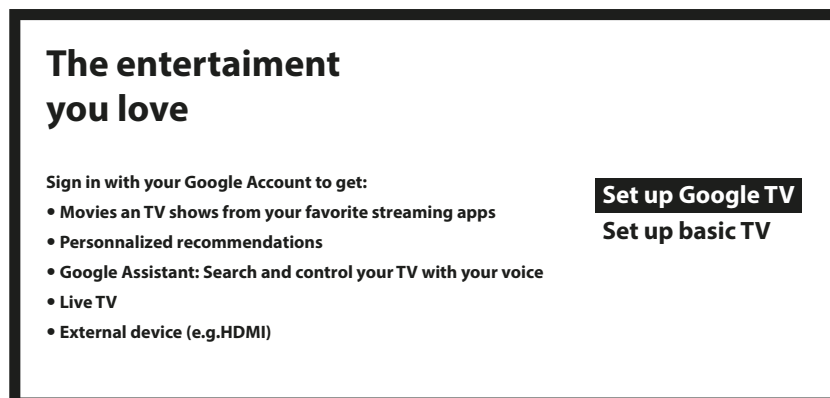 The entertaiment
you love
Sign in with your Google Account to get:
• Movies an TV shows from your favorite streaming apps
• Personnalized recommendations
• Google Assistant: Search and control your TV with your voice
• Live TV
• External device (e.g.HDMI)
Set up Google TV
Set up basic TV